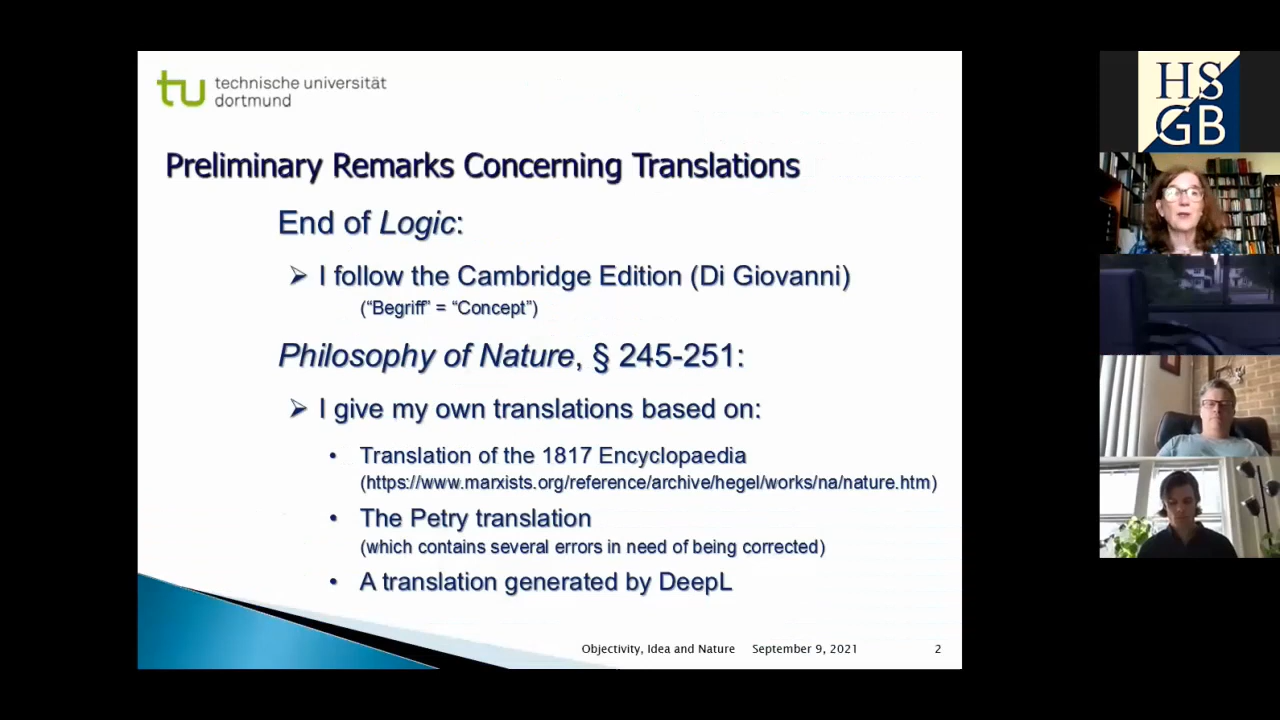 technische universität
dortmund
Preliminary Remarks Concerning Translations
End of Logic:
➢ I follow the Cambridge Edition (Di Giovanni)
(“Begriff” = “Concept”)
Philosophy of Nature, § 245-251:
➢ I give my own translations based on:
• Translation of the 1817 Encyclopaedia
(https://www.marxists.org/reference/archive/hegel/works/na/nature.htm)
• The Petry translation
(which contains several errors in need of being corrected)
• A translation generated by DeepL
Objectivity, Idea and Nature September 9, 2021 2
HS
GB